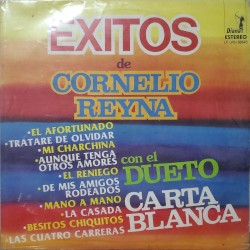 EXITOS
de
CORNELIO
REYNA
Dianal
ESTEREO
•EL AFORTUNADO
•TRATARE DE OLVIDAR
•MI CHARCHINA
•AUNQUE TENGA
OTROS AMORES
•EL RENIEGO
•DE MIS AMIGOS
RODEADOS
•MANO A MANO
•LA CASADA
•BESITOS CHIQUITOS
•LAS CUATRO CARRERAS
con el
DUETO
CARTA
BLANCA